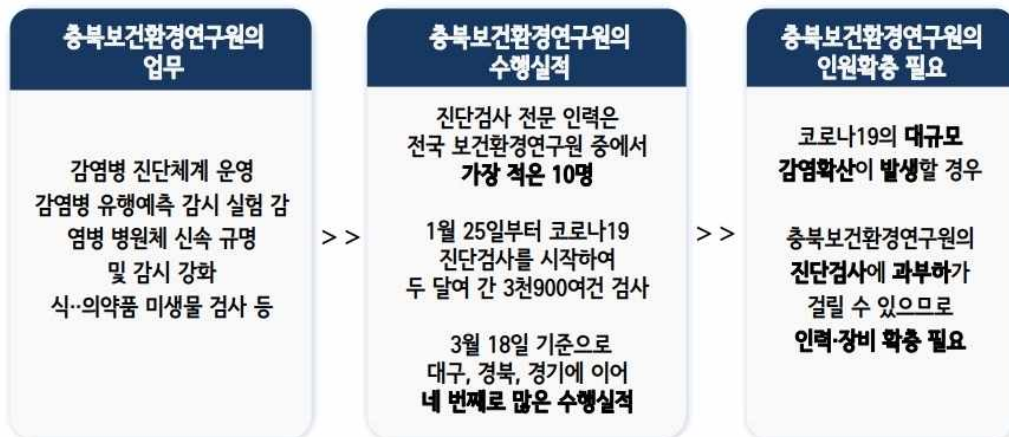 충북보건환경연구원의
업무
감염병 진단체계 운영
감염병 유행예측 감시 실험 감
염병 병원체 신속 규명
및 감시 강화
식··의약품 미생물 검사 등
> >
충북보건환경연구원의
수행실적
진단검사 전문 인력은
전국 보건환경연구원 중에서
가장 적은 10명
1월 25일부터 코로나19
진단검사를 시작하여
두 달여 간 3천900여건 검사
3월 18일 기준으로
대구, 경북, 경기에 이어
네 번째로 많은 수행실적
> >
충북보건환경연구원의
인원확충 필요
코로나19의 대규모
감염확산이 발생할 경우
충북보건환경연구원의
진단검사에 과부하가
걸릴 수 있으므로
인력·장비 확충 필요